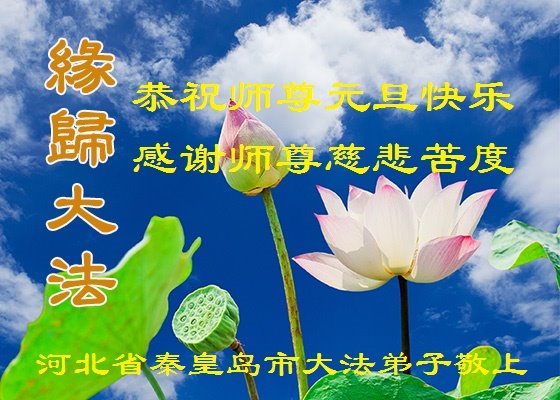 緣歸大法
恭祝师尊元旦快乐
感谢师尊慈悲苦度
河北省秦皇岛市大法弟子敬上